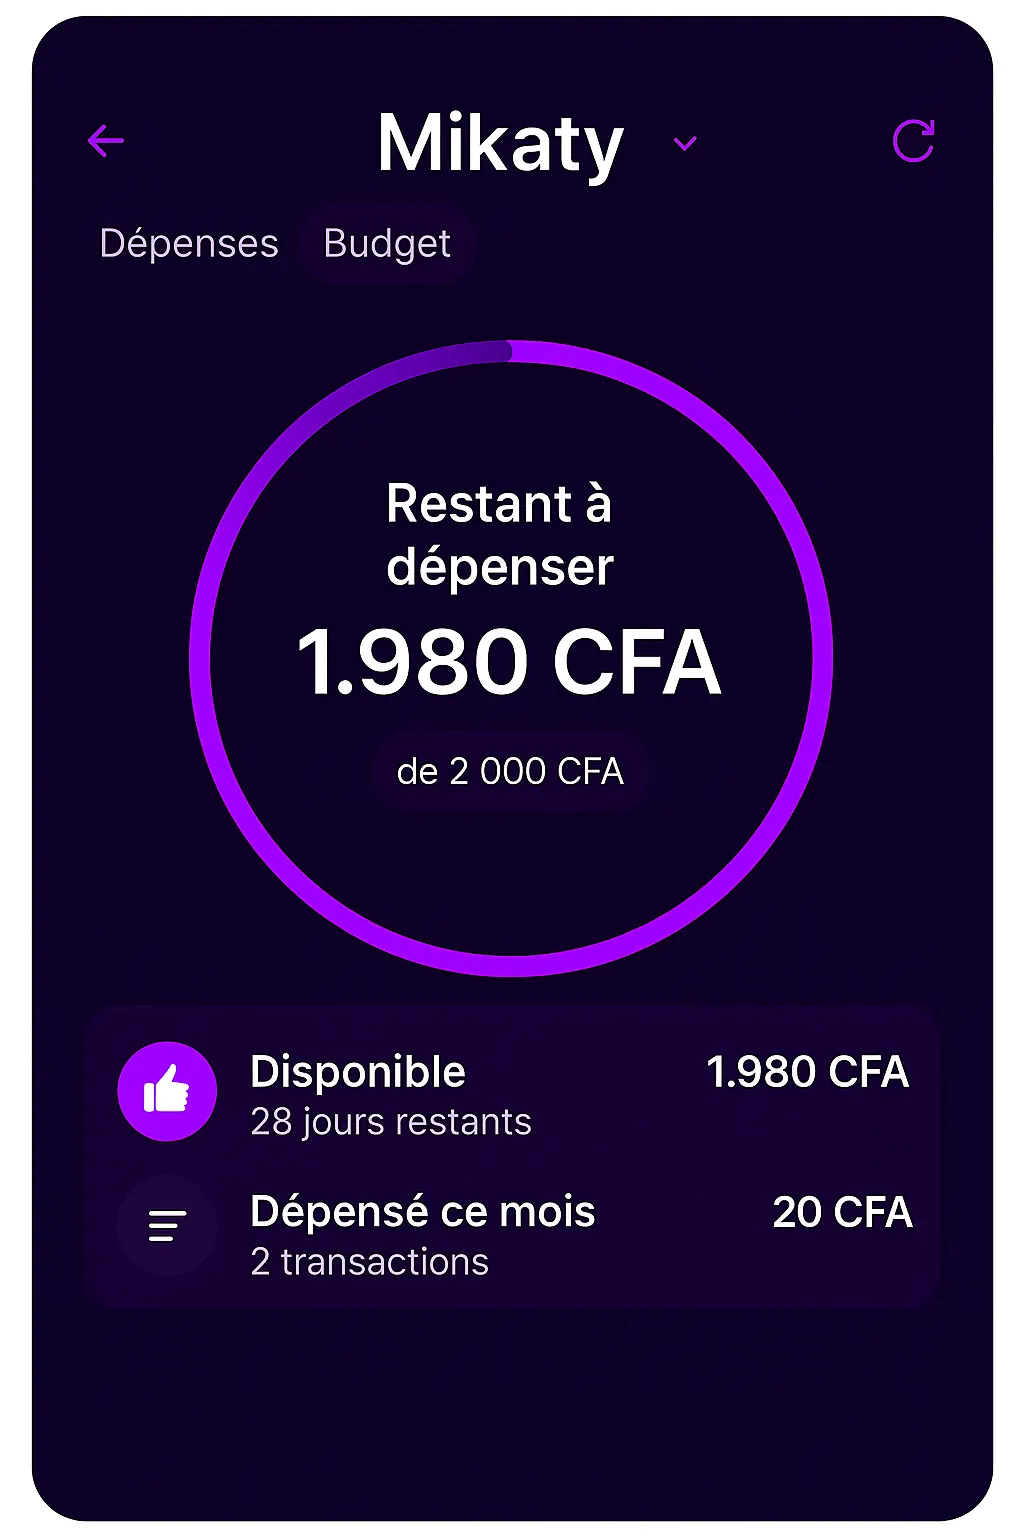 Mikaty
Dépenses
Budget
Restant à
dépenser
1.980 CFA
de 2 000 CFA
Disponible
1.980 CFA
28 jours restants
Dépensé ce mois
20 CFA
2 transactions